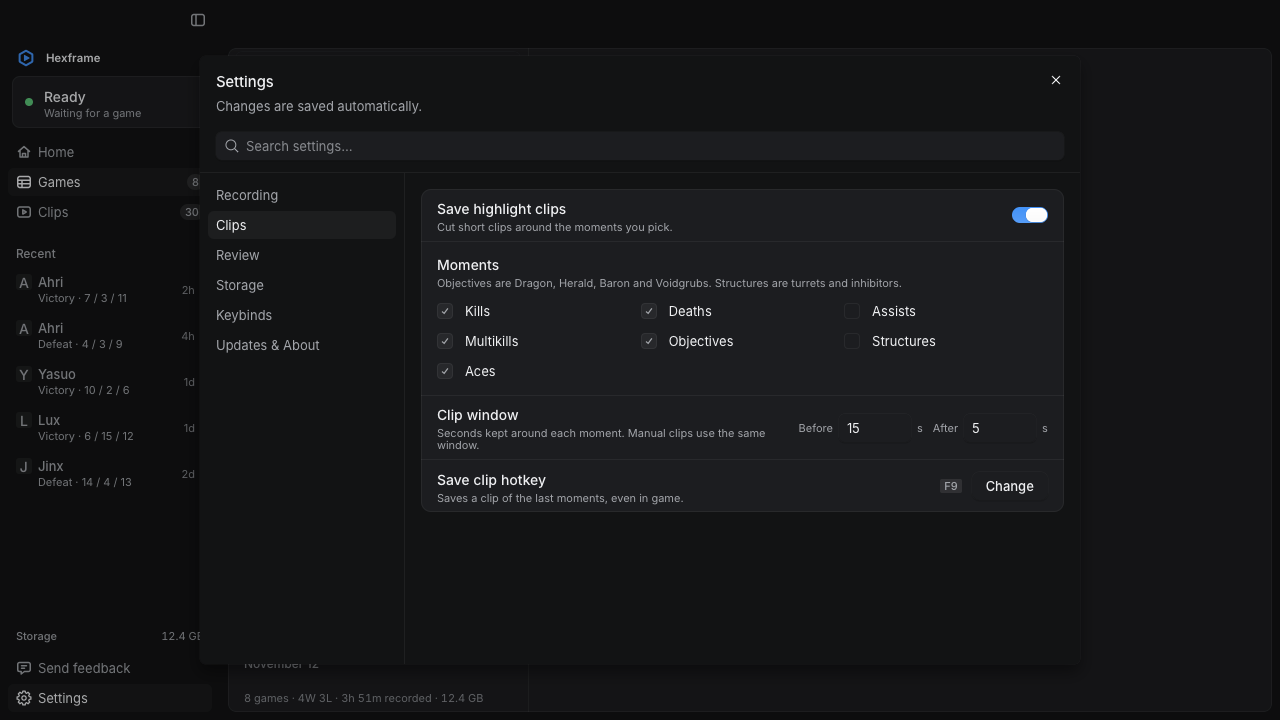 Hexframe
Ready
Waiting for a game
Home
Games 8
Clips 30
Recent
A Ahri
Victory · 7 / 3 / 11
2h
A Ahri
Defeat · 4 / 3 / 9
4h
Y Yasuo
Victory · 10 / 2 / 6
1d
L Lux
Victory · 6 / 15 / 12
1d
J Jinx
Defeat · 14 / 4 / 13
2d
Storage 12.4 GB
Send feedback
Settings
Settings
Changes are saved automatically.
Search settings...
Recording
Clips
Review
Storage
Keybinds
Updates & About
Save highlight clips
Cut short clips around the moments you pick.
Moments
Objectives are Dragon, Herald, Baron and Voidgrubs. Structures are turrets and inhibitors.
Kills Deaths Assists
Multikills Objectives Structures
Aces
Clip window
Seconds kept around each moment. Manual clips use the same
window.
Before 15 s After 5 s
Save clip hotkey
Saves a clip of the last moments, even in game.
F9 Change
November 12
8 games · 4W 3L · 3h 51m recorded · 12.4 GB